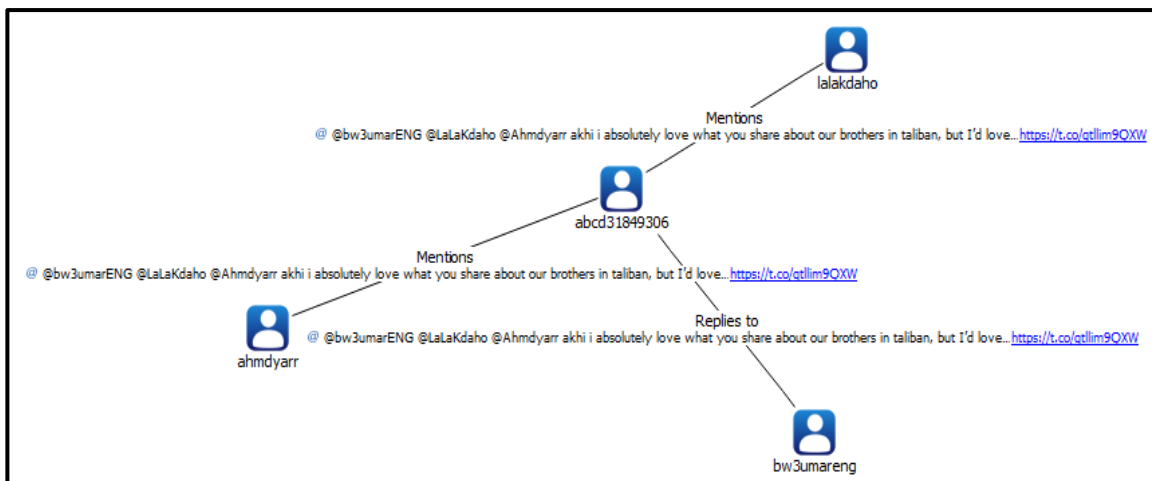 lalakdaho
Mentions
@ @bw3umarENG @LaLaKdaho @Ahmdyarr akhi i absolutely love what you share about our brothers in taliban, but I'd love...https://t.co/qtllim9QXW
abcd31849306
Mentions
@ @bw3umarENG @LaLaKdaho @Ahmdyarr akhi i absolutely love what you share about our brothers in taliban, but I'd love...https://t.co/qtllim9QXW
Replies to
@ @bw3umarENG @LaLaKdaho @Ahmdyarr akhi i absolutely love what you share about our brothers in taliban, but I'd love...https://t.co/qtllim9QXW
ahmdyarr
bw3umareng